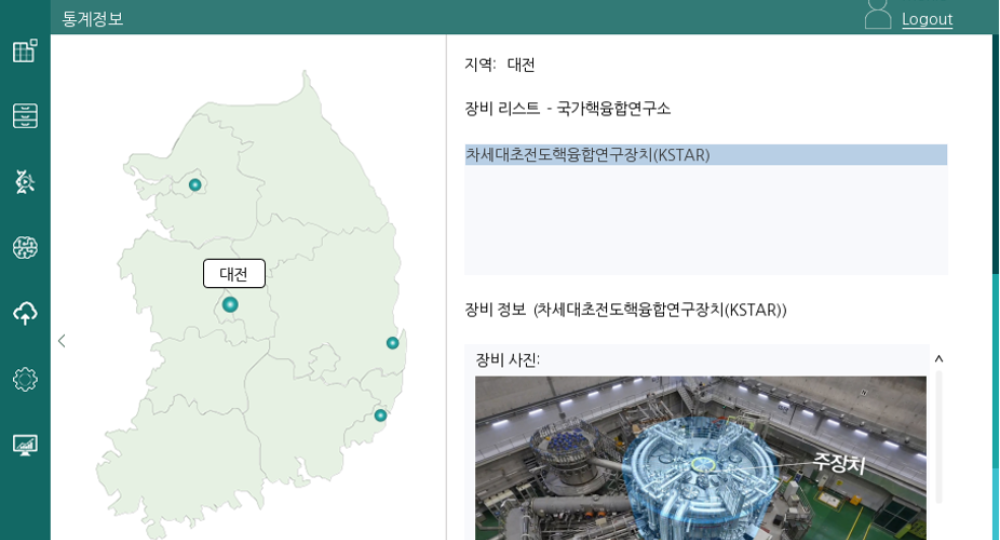 통계정보
Logout
대전
지역: 대전
장비 리스트 - 국가핵융합연구소
차세대초전도핵융합연구장치(KSTAR)
장비 정보 (차세대초전도핵융합연구장치(KSTAR))
장비 사진:
주장치